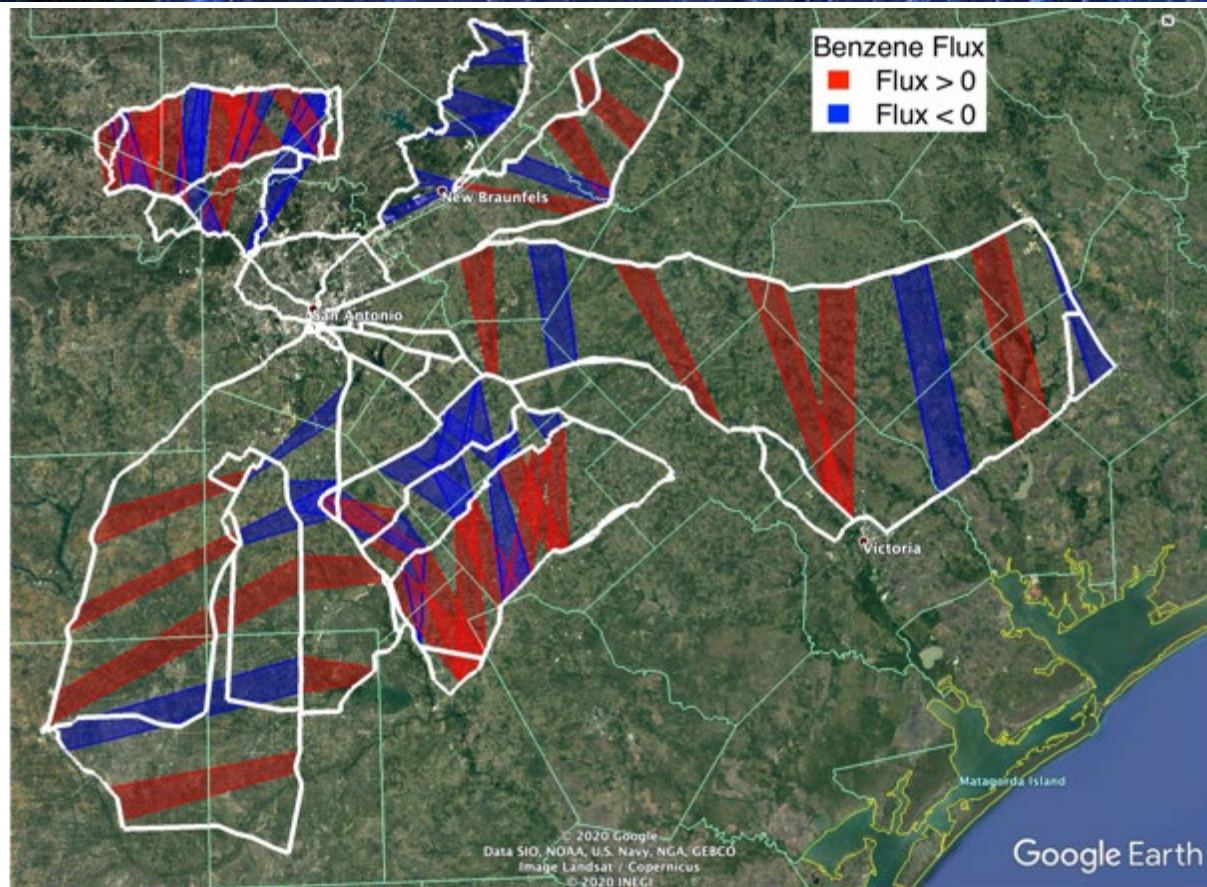 Benzene Flux
Flux > 0
Flux < 0
New Braunfels
San Antonio
Victoria
Matagorda Island
© 2020 Google
Data SIO, NOAA, U.S. Navy, NGA, GEBCO
Image Landsat / Copernicus
© 2020 INEGI
Google Earth